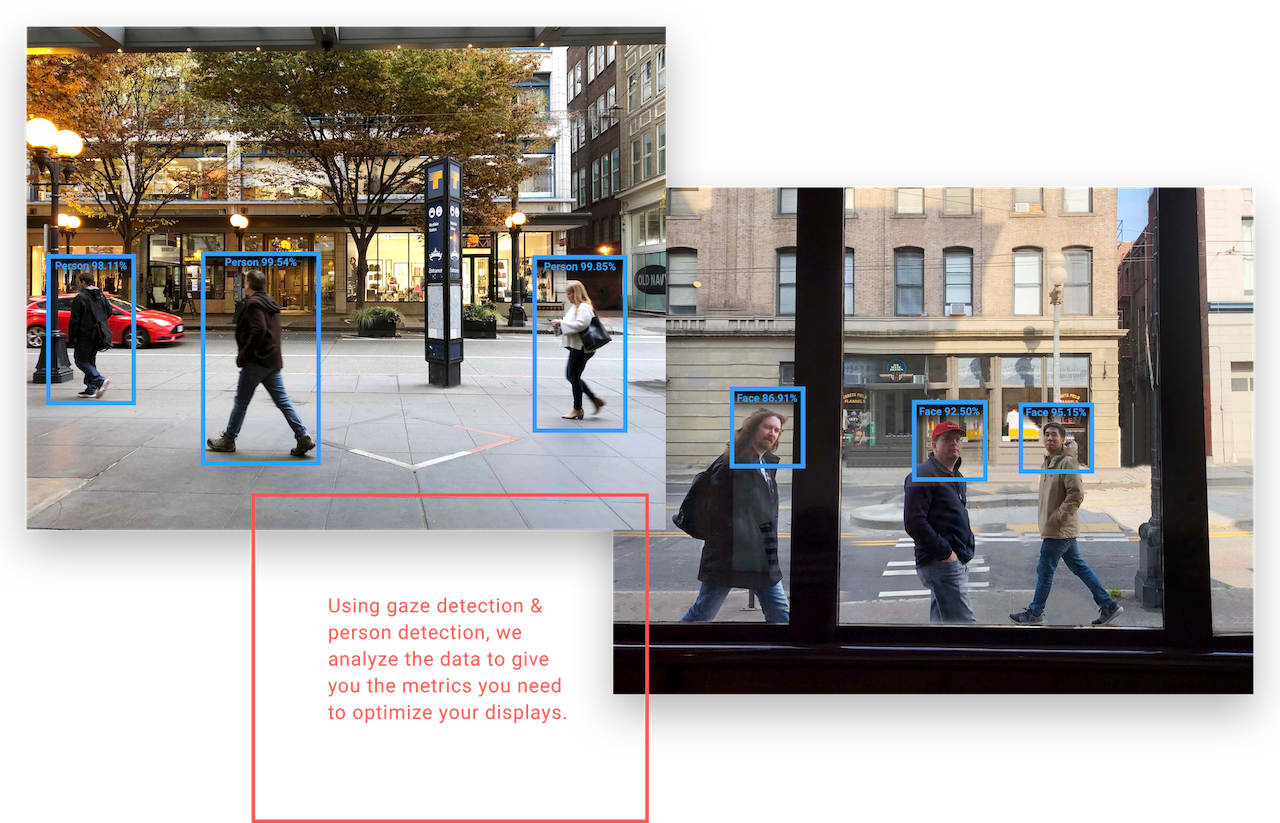 Person 98.11%
Person 99.54%
Person 99.85%
T
T
Entrance
OLD NAVY
Face 86.91%
Face 92.50%
Face 95.15%
Using gaze detection &
person detection, we
analyze the data to give
you the metrics you need
to optimize your displays.